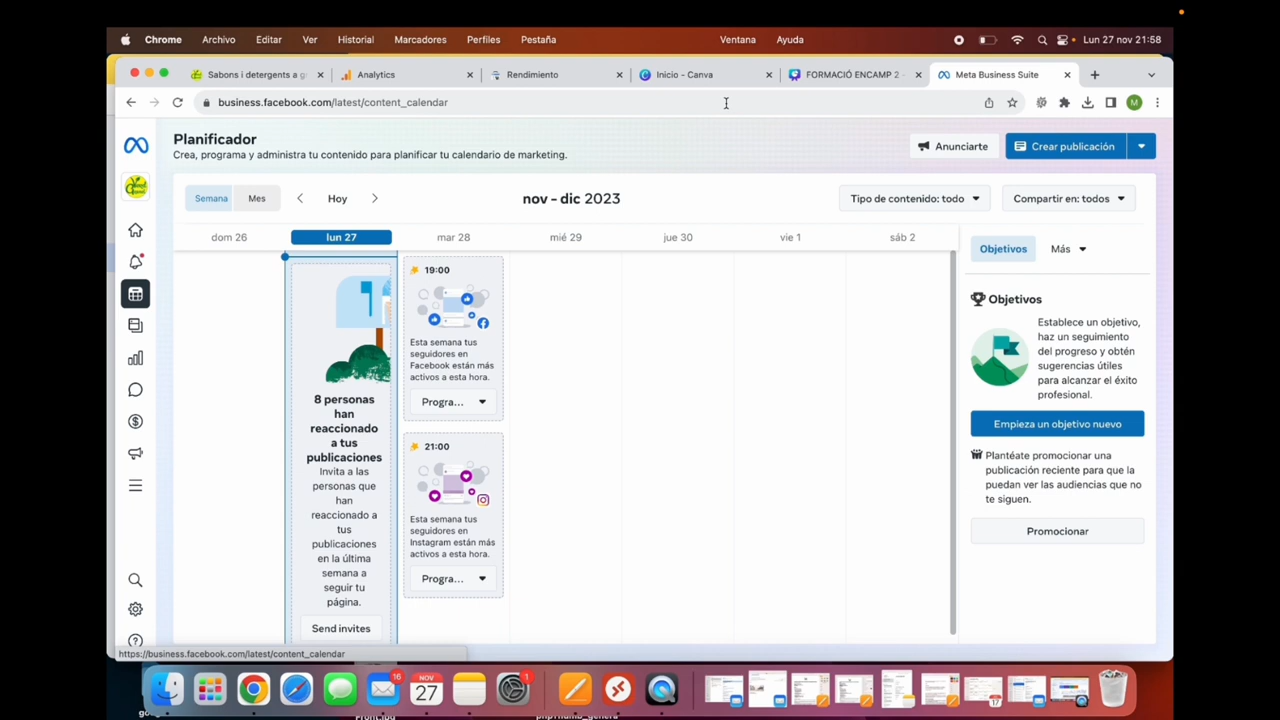 Chrome Archivo Editar Ver Historial Marcadores Perfiles Pestaña Ventana Ayuda Lun 27 nov 21:58
Sabons i detergents a g
Analytics
Rendimiento
Inicio - Canva
FORMACIÓ ENCAMP 2 -
Meta Business Suite
business.facebook.com/latest/content_calendar
M
Planificador
Crea, programa y administra tu contenido para planificar tu calendario de marketing.
Anunciarte
Crear publicación
Semana
Mes
Hoy
nov – dic 2023
Tipo de contenido: todo
Compartir en: todos
dom 26
lun 27
mar 28
mié 29
jue 30
vie 1
sáb 2
8 personas
han
reaccionado
a tus
publicaciones
Invita a las
personas que
han
reaccionado a
tus
publicaciones
en la última
semana a
seguir tu
página.
Send invites
19:00
Esta semana tus
seguidores en
Facebook están más
activos a esta hora.
Progra...
21:00
Esta semana tus
seguidores en
Instagram están más
activos a esta hora.
Progra...
Objetivos
Más
Objetivos
Establece un objetivo,
haz un seguimiento
del progreso y obtén
sugerencias útiles
para alcanzar el éxito
profesional.
Empieza un objetivo nuevo
Plantéate promocionar una
publicación reciente para que la
puedan ver las audiencias que no
te siguen.
Promocionar
https://business.facebook.com/latest/content_calendar
16
NOV
27
1
17